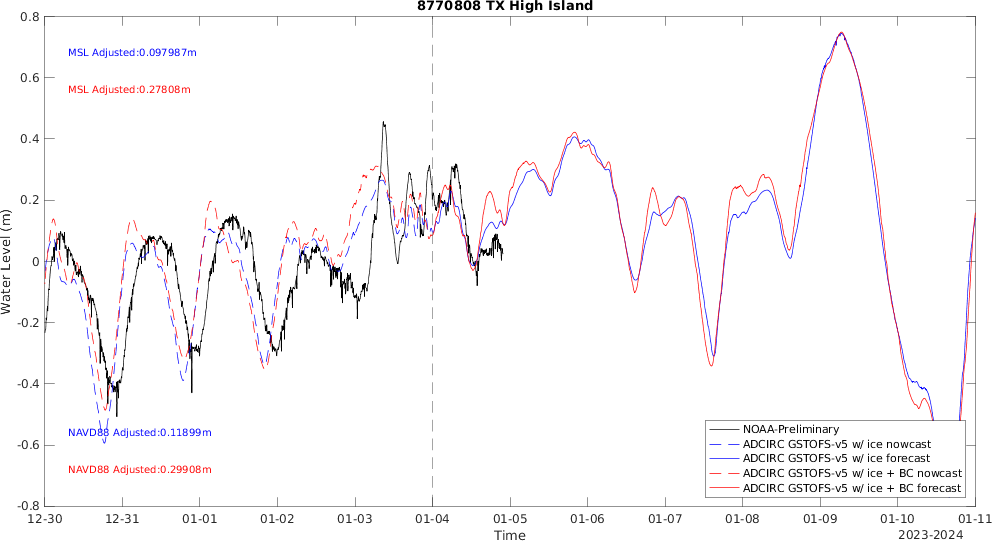 8770808 TX High Island
0.8
0.6
0.4
0.2
0
-0.2
-0.4
-0.6
-0.8
Water Level (m)
MSL Adjusted:0.097987m
MSL Adjusted:0.27808m
NAVD88 Adjusted:0.11899m
NAVD88 Adjusted:0.29908m
NOAA-Preliminary
ADCIRC GSTOFS-v5 w/ ice nowcast
ADCIRC GSTOFS-v5 w/ ice forecast
ADCIRC GSTOFS-v5 w/ ice + BC nowcast
ADCIRC GSTOFS-v5 w/ ice + BC forecast
12-30 12-31 01-01 01-02 01-03 01-04 01-05 01-06 01-07 01-08 01-09 01-10 01-11
Time
2023-2024